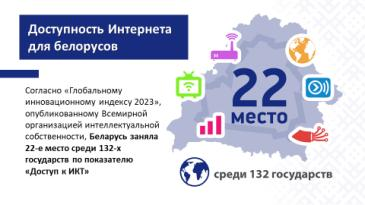 Доступность Интернета
для белорусов
Согласно «Глобальному
инновационному индексу 2023»,
опубликованному Всемирной
организацией интеллектуальной
собственности, Беларусь заняла
22-е место среди 132-х
государств по показателю
«Доступ к ИКТ»
22
место
среди 132 государств